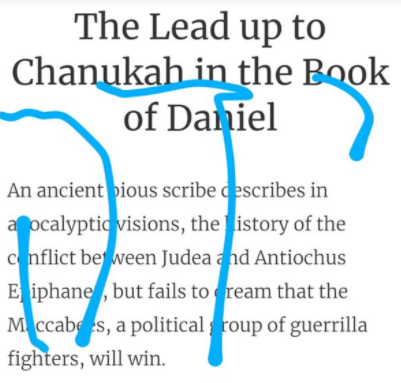 The Lead up to
Chanukah in the Book
of Daniel
An ancient pious scribe describes in
apocalyptic visions, the history of the
conflict between Judea and Antiochus
Epiphanes, but fails to dream that the
Maccabees, a political group of guerrilla
fighters, will win.